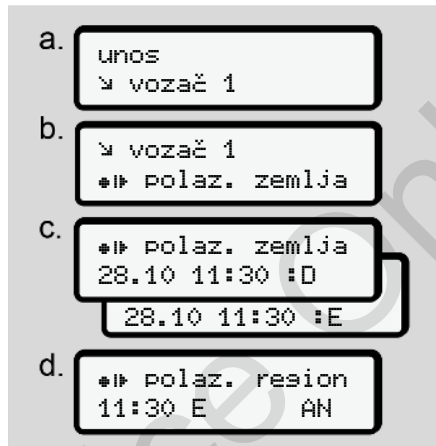 a.
unos
vozač 1
b.
vozač 1
polaz. zemlja
c.
polaz. zemlja
28.10 11:30 :D
28.10 11:30 :E
d.
polaz. region
11:30 E AN